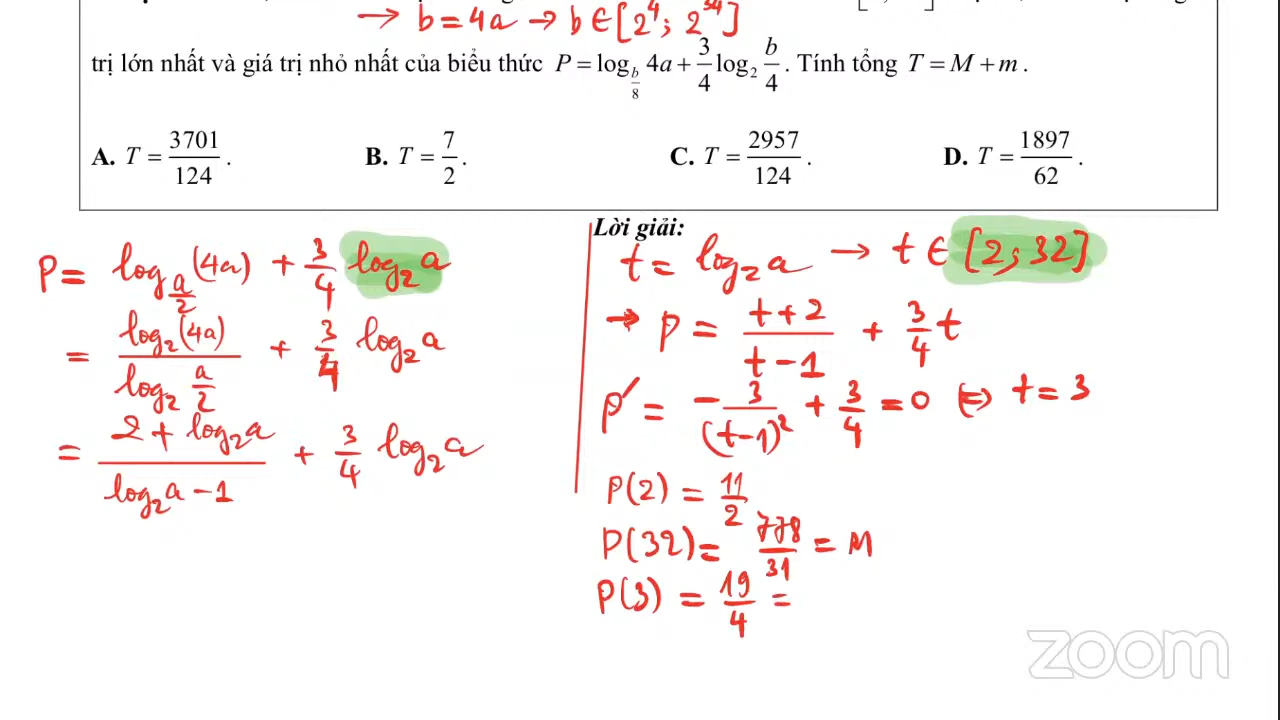 → b = 4a → b ∈ [2⁴; 2³⁴]
trị lớn nhất và giá trị nhỏ nhất của biểu thức P = log_{b/8} 4a + 3/4 log₂ b/4 . Tính tổng T = M + m .
A. T = 3701/124 . B. T = 7/2 . C. T = 2957/124 . D. T = 1897/62 .
Lời giải:
P = log_{a/2} (4a) + 3/4 log₂ a
= log₂(4a) / log₂ a/2 + 3/4 log₂ a
= 2 + log₂ a / log₂ a − 1 + 3/4 log₂ a
t = log₂ a → t ∈ [2; 32]
→ P = t+2 / t−1 + 3/4 t
P' = −3/(t−1)² + 3/4 = 0 ⇔ t = 3
P(2) = 11/2
P(32) = 778/31 = M
P(3) = 19/4 =
zoom